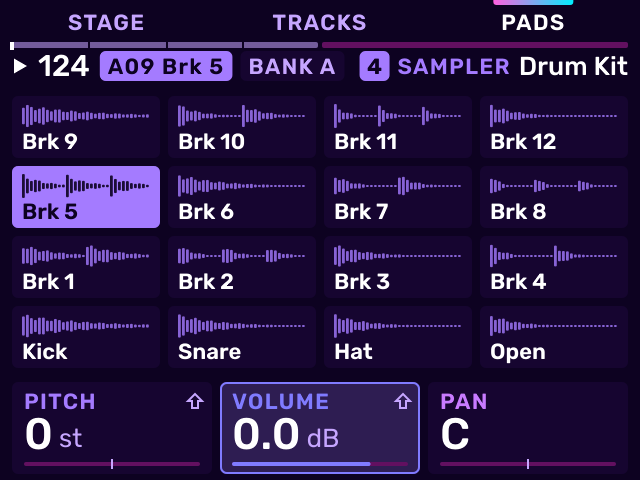 STAGE TRACKS PADS
124 A09 Brk 5 BANK A 4 SAMPLER Drum Kit
Brk 9 Brk 10 Brk 11 Brk 12
Brk 5 Brk 6 Brk 7 Brk 8
Brk 1 Brk 2 Brk 3 Brk 4
Kick Snare Hat Open
PITCH VOLUME PAN
0 st 0.0 dB C